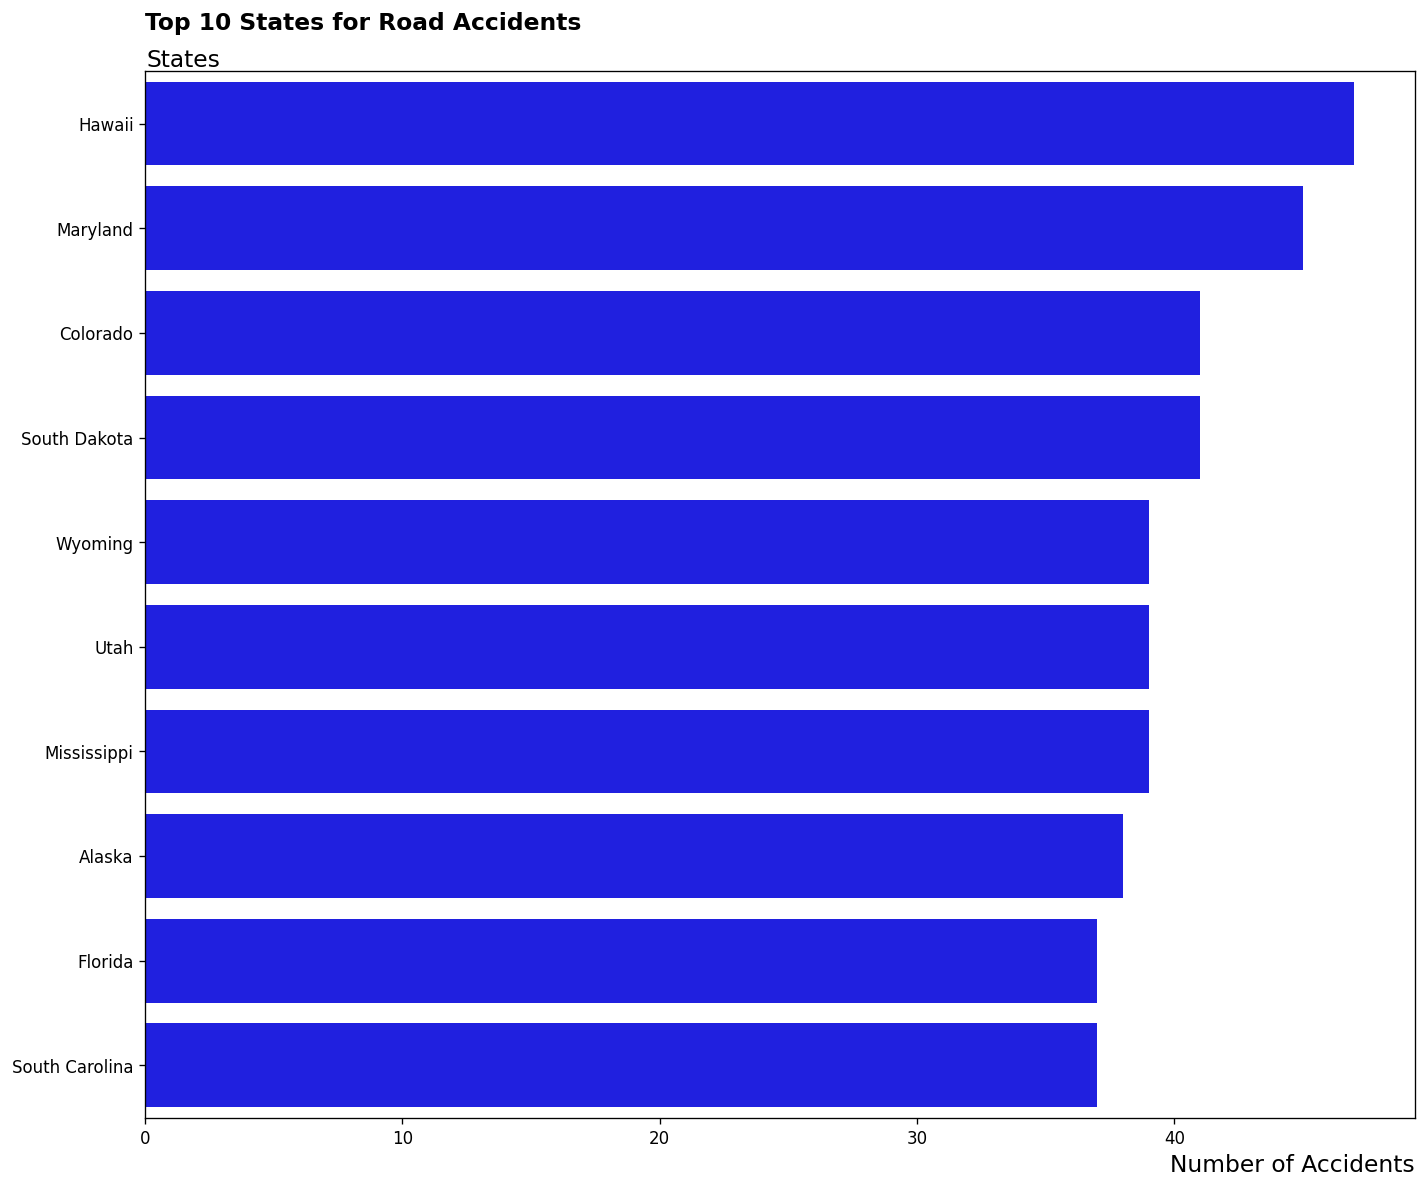 Top 10 States for Road Accidents
States
Hawaii
Maryland
Colorado
South Dakota
Wyoming
Utah
Mississippi
Alaska
Florida
South Carolina
0 10 20 30 40
Number of Accidents